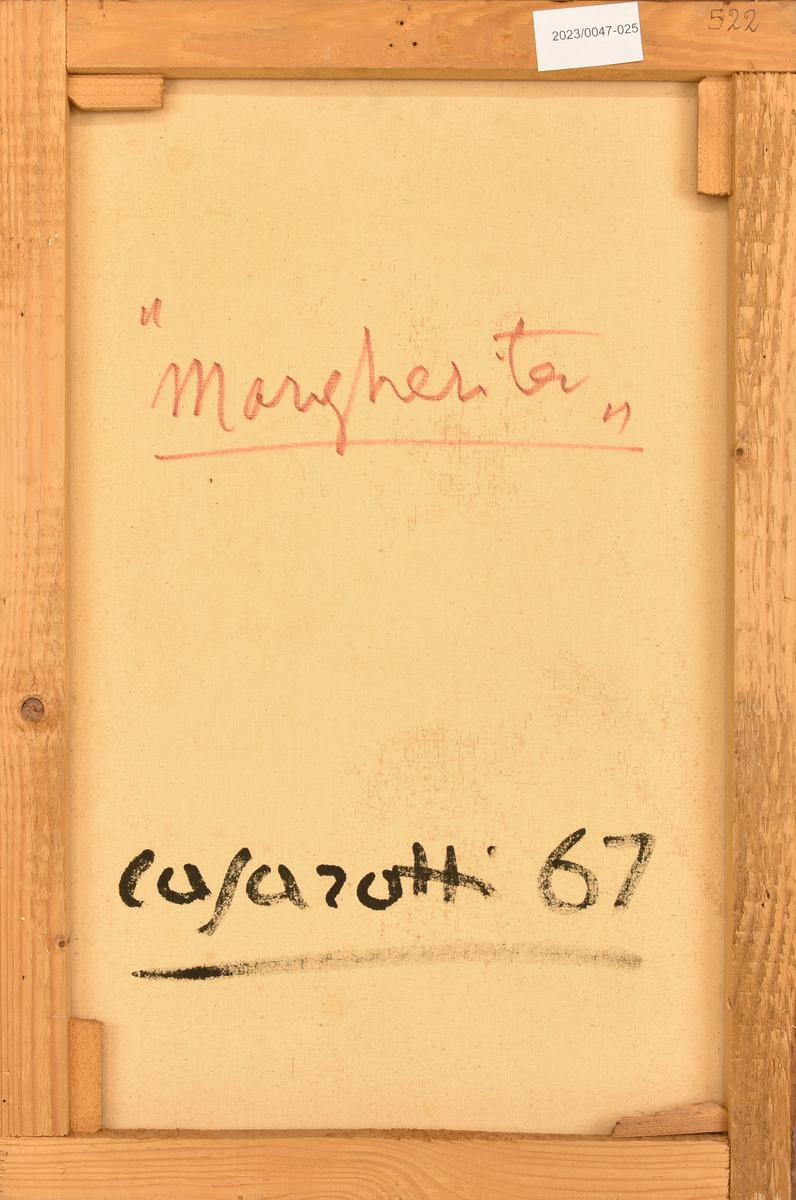 2023/0047-025
522
"Margherita"
Casarotti 67